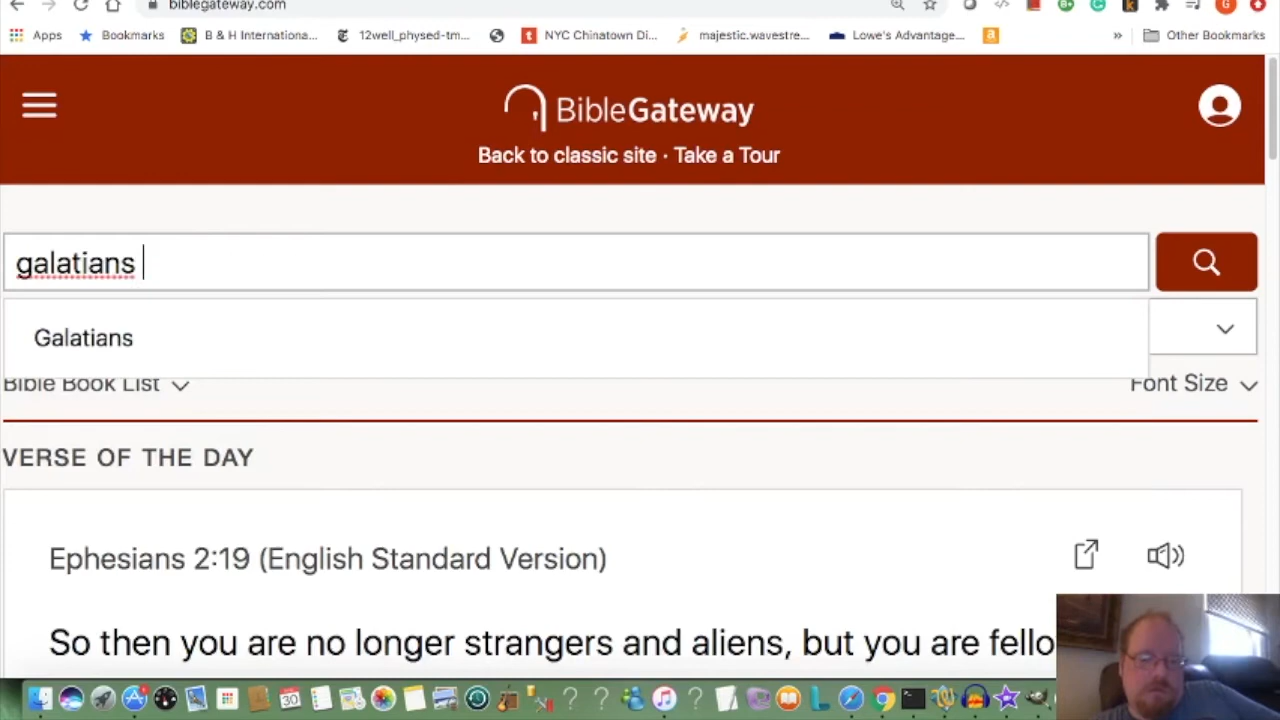 biblegateway.com
Apps Bookmarks B & H Internationa... 12well_physed-tm... NYC Chinatown Di... majestic.wavestre... Lowe's Advantage... » Other Bookmarks
BibleGateway
Back to classic site · Take a Tour
galatians
Galatians
Bible Book List Font Size
VERSE OF THE DAY
Ephesians 2:19 (English Standard Version)
So then you are no longer strangers and aliens, but you are fello